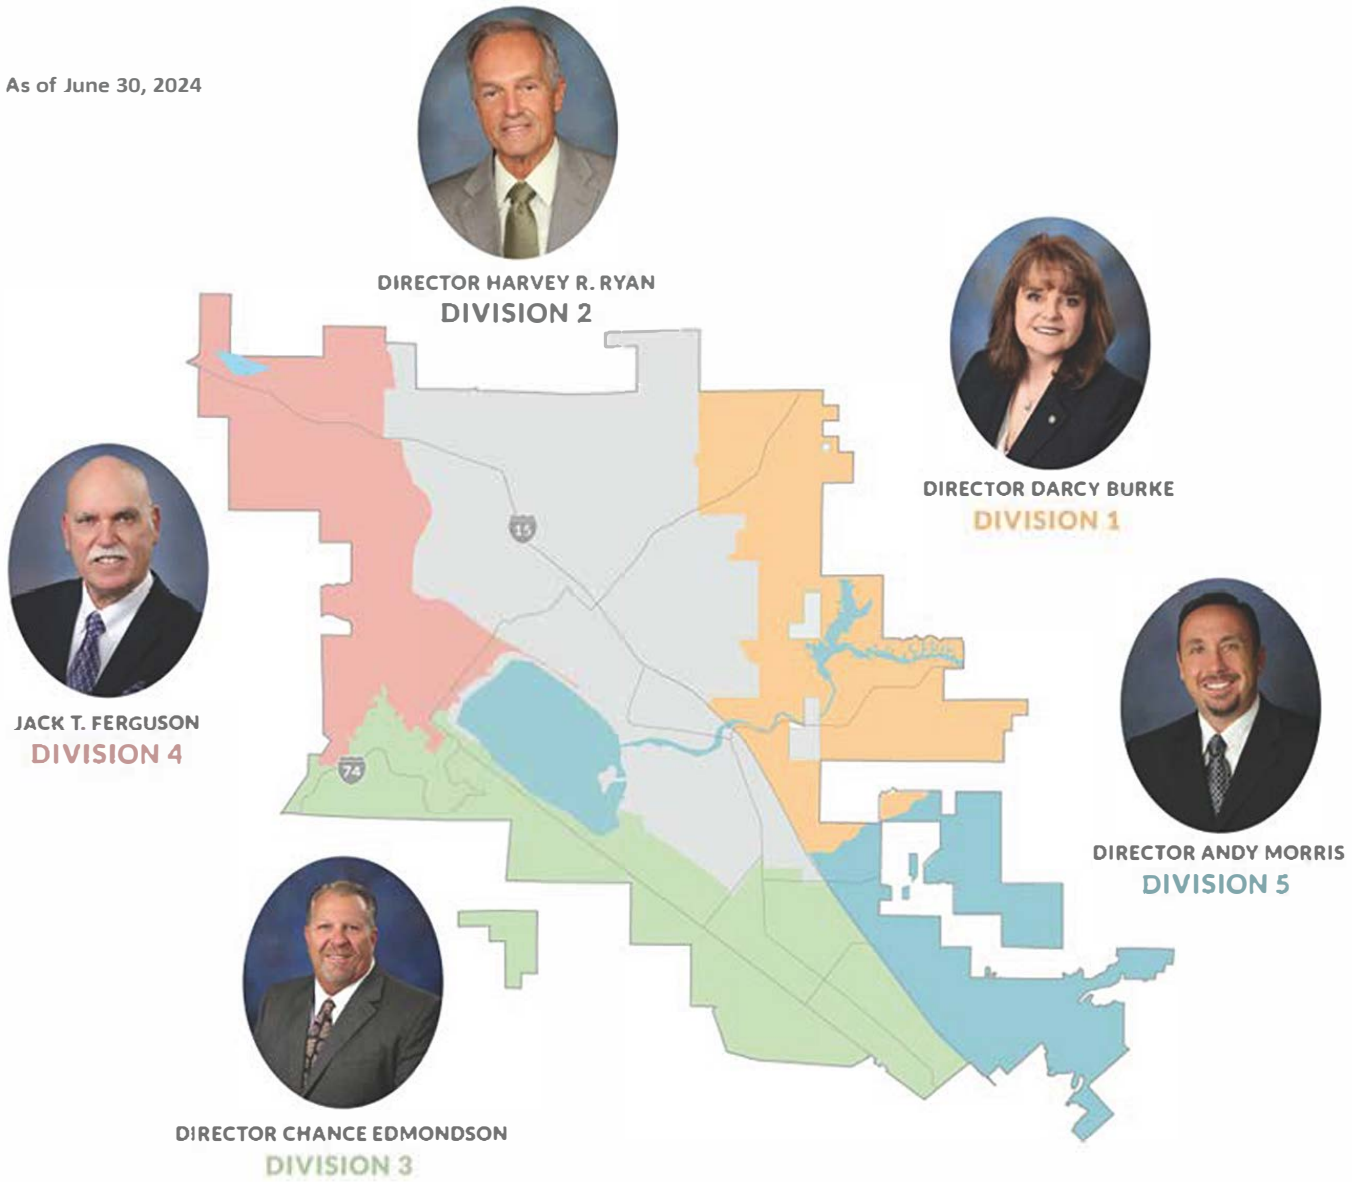 As of June 30, 2024
DIRECTOR HARVEY R. RYAN
DIVISION 2
DIRECTOR DARCY BURKE
DIVISION 1
15
JACK T. FERGUSON
DIVISION 4
74
DIRECTOR ANDY MORRIS
DIVISION 5
DIRECTOR CHANCE EDMONDSON
DIVISION 3